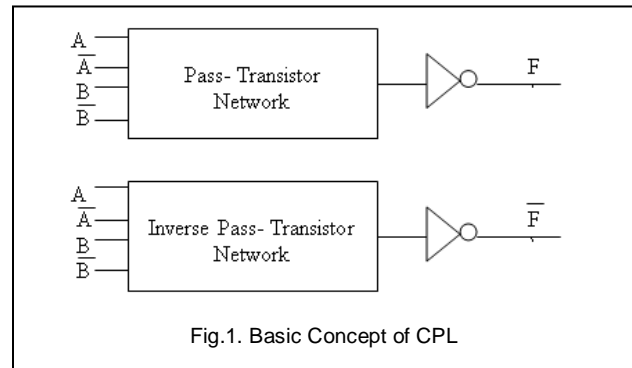 A
A̅
B
B̅
Pass- Transistor
Network
F
A
A̅
B
B̅
Inverse Pass- Transistor
Network
F̅
Fig.1. Basic Concept of CPL